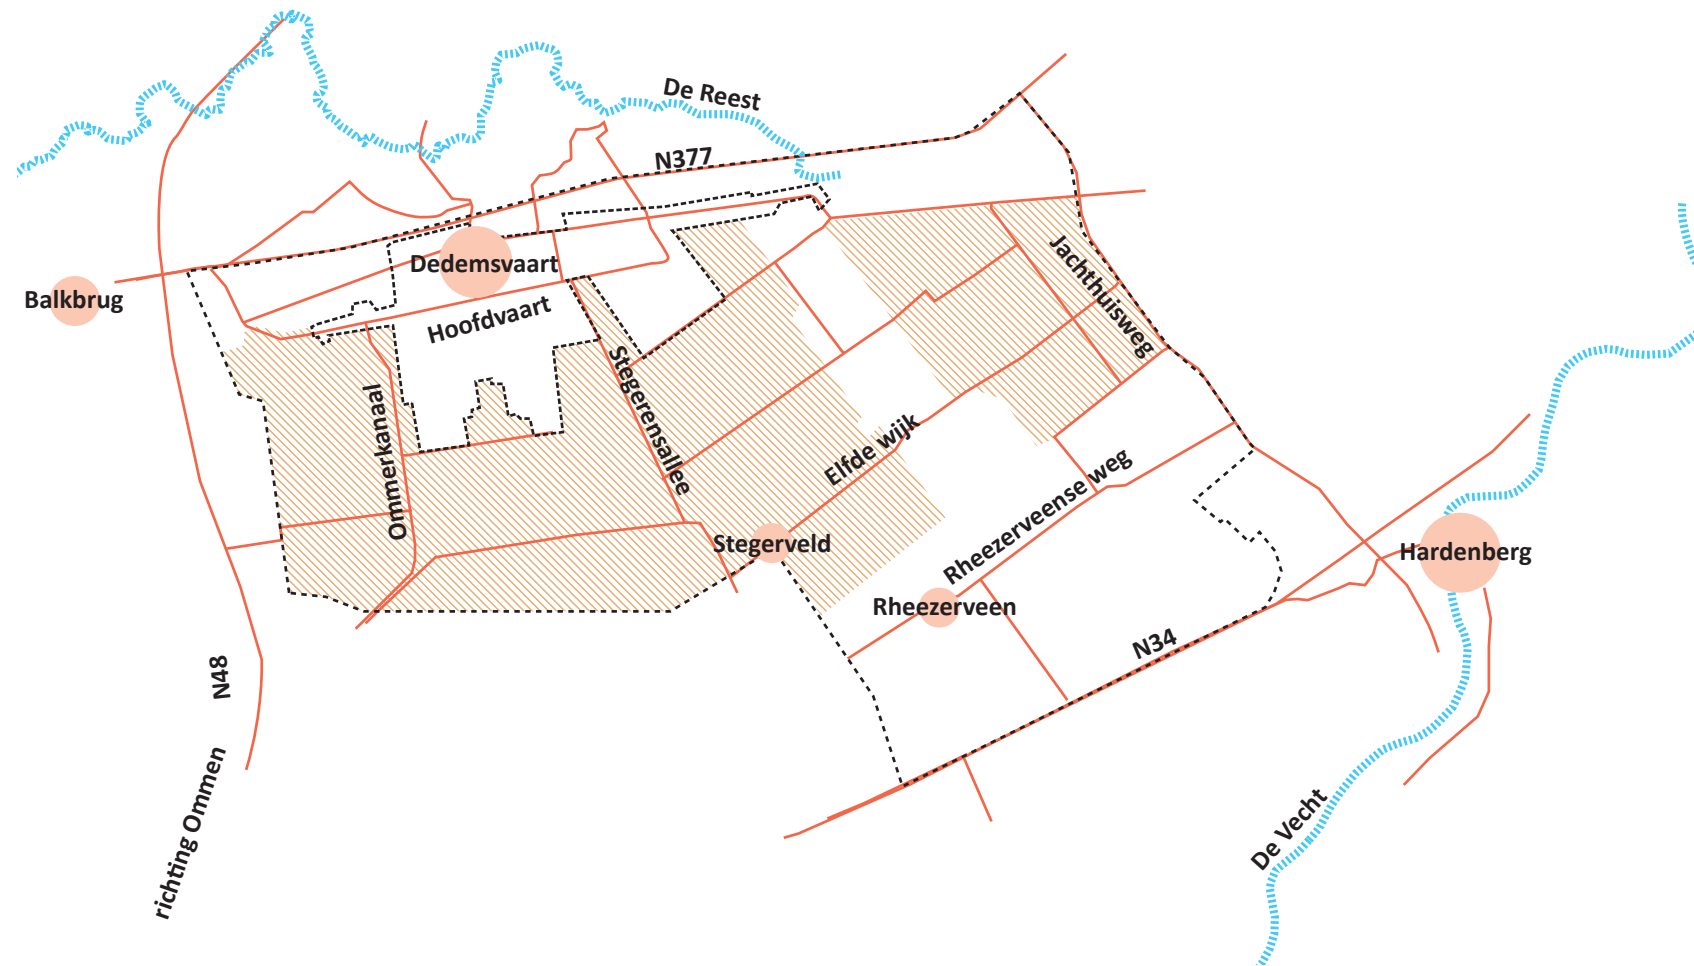 De Reest
N377
Jachthuisweg
Dedemsvaart
Balkbrug
Hoofdvaart
Stegerensallee
Ommerkanaal
Elfde wijk
Rheezerveense weg
Stegerveld
Hardenberg
Rheezerveen
N34
N48
richting Ommen
De Vecht